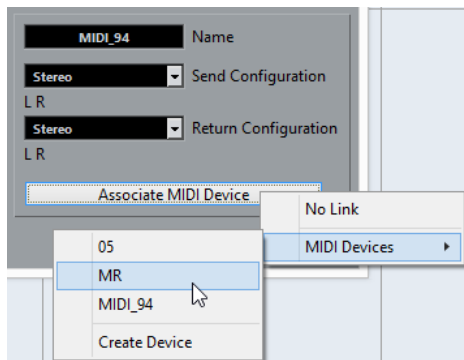 MIDI_94 Name
Stereo Send Configuration
L R
Stereo Return Configuration
L R
Associate MIDI Device
No Link
MIDI Devices
05
MR
MIDI_94
Create Device